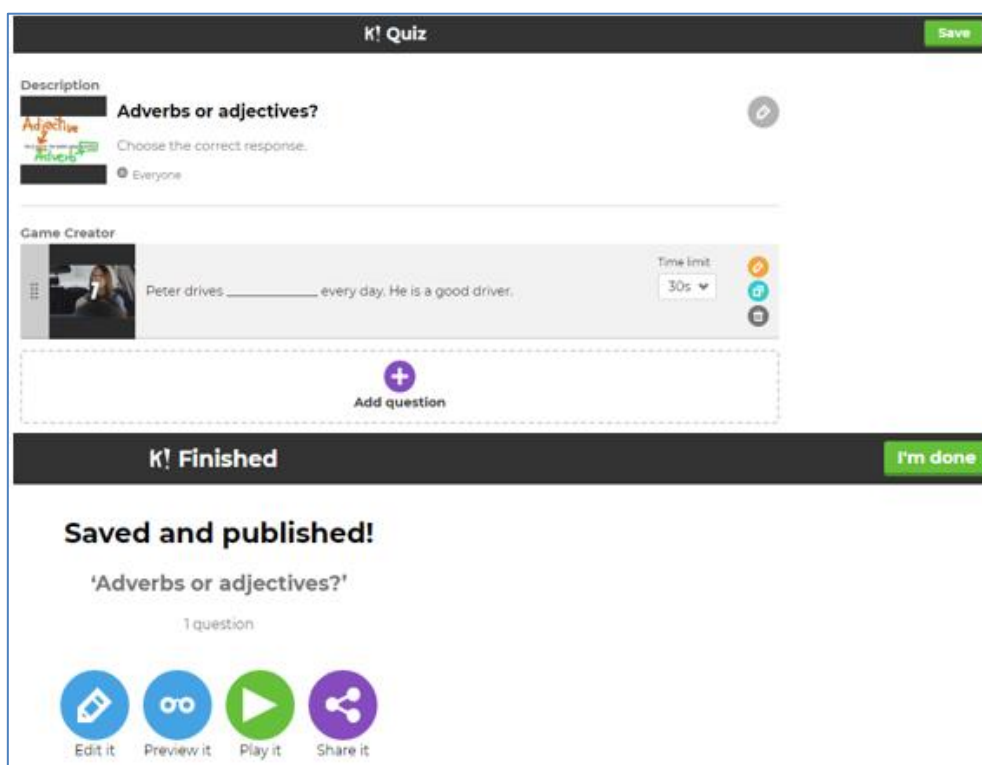 K! Quiz
Save
Description
Adverbs or adjectives?
Adjective
Adverb
Choose the correct response.
Everyone
Game Creator
1
Peter drives _____________ every day. He is a good driver.
Time limit
30s
Add question
K! Finished
I'm done
Saved and published!
‘Adverbs or adjectives?’
1 question
Edit it
Preview it
Play it
Share it